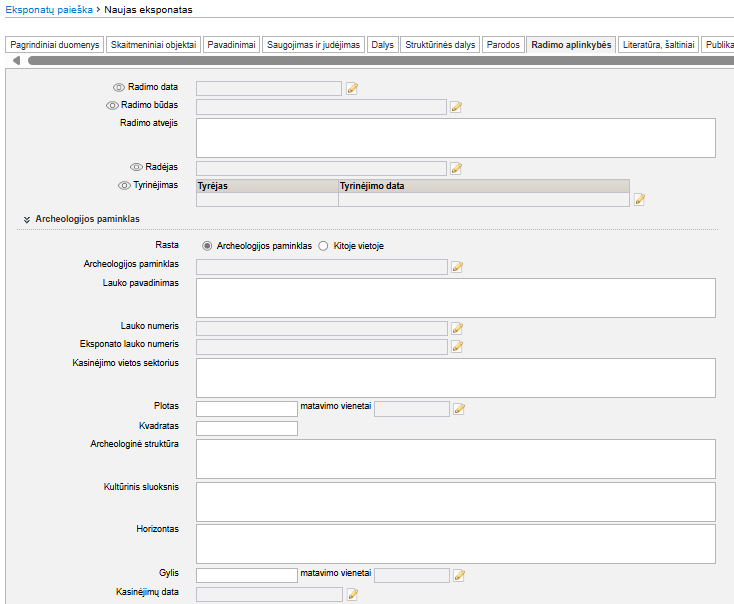 Eksponatų paieška > Naujas eksponatas
Pagrindiniai duomenys Skaitmeniniai objektai Pavadinimai Saugojimas ir judėjimas Dalys Struktūrinės dalys Parodos Radimo aplinkybės Literatūra, šaltiniai Publika
Radimo data
Radimo būdas
Radimo atvejis
Radėjas
Tyrinėjimas Tyrėjas Tyrinėjimo data
Archeologijos paminklas
Rasta Archeologijos paminklas Kitoje vietoje
Archeologijos paminklas
Lauko pavadinimas
Lauko numeris
Eksponato lauko numeris
Kasinėjimo vietos sektorius
Plotas matavimo vienetai
Kvadratas
Archeologinė struktūra
Kultūrinis sluoksnis
Horizontas
Gylis matavimo vienetai
Kasinėjimų data